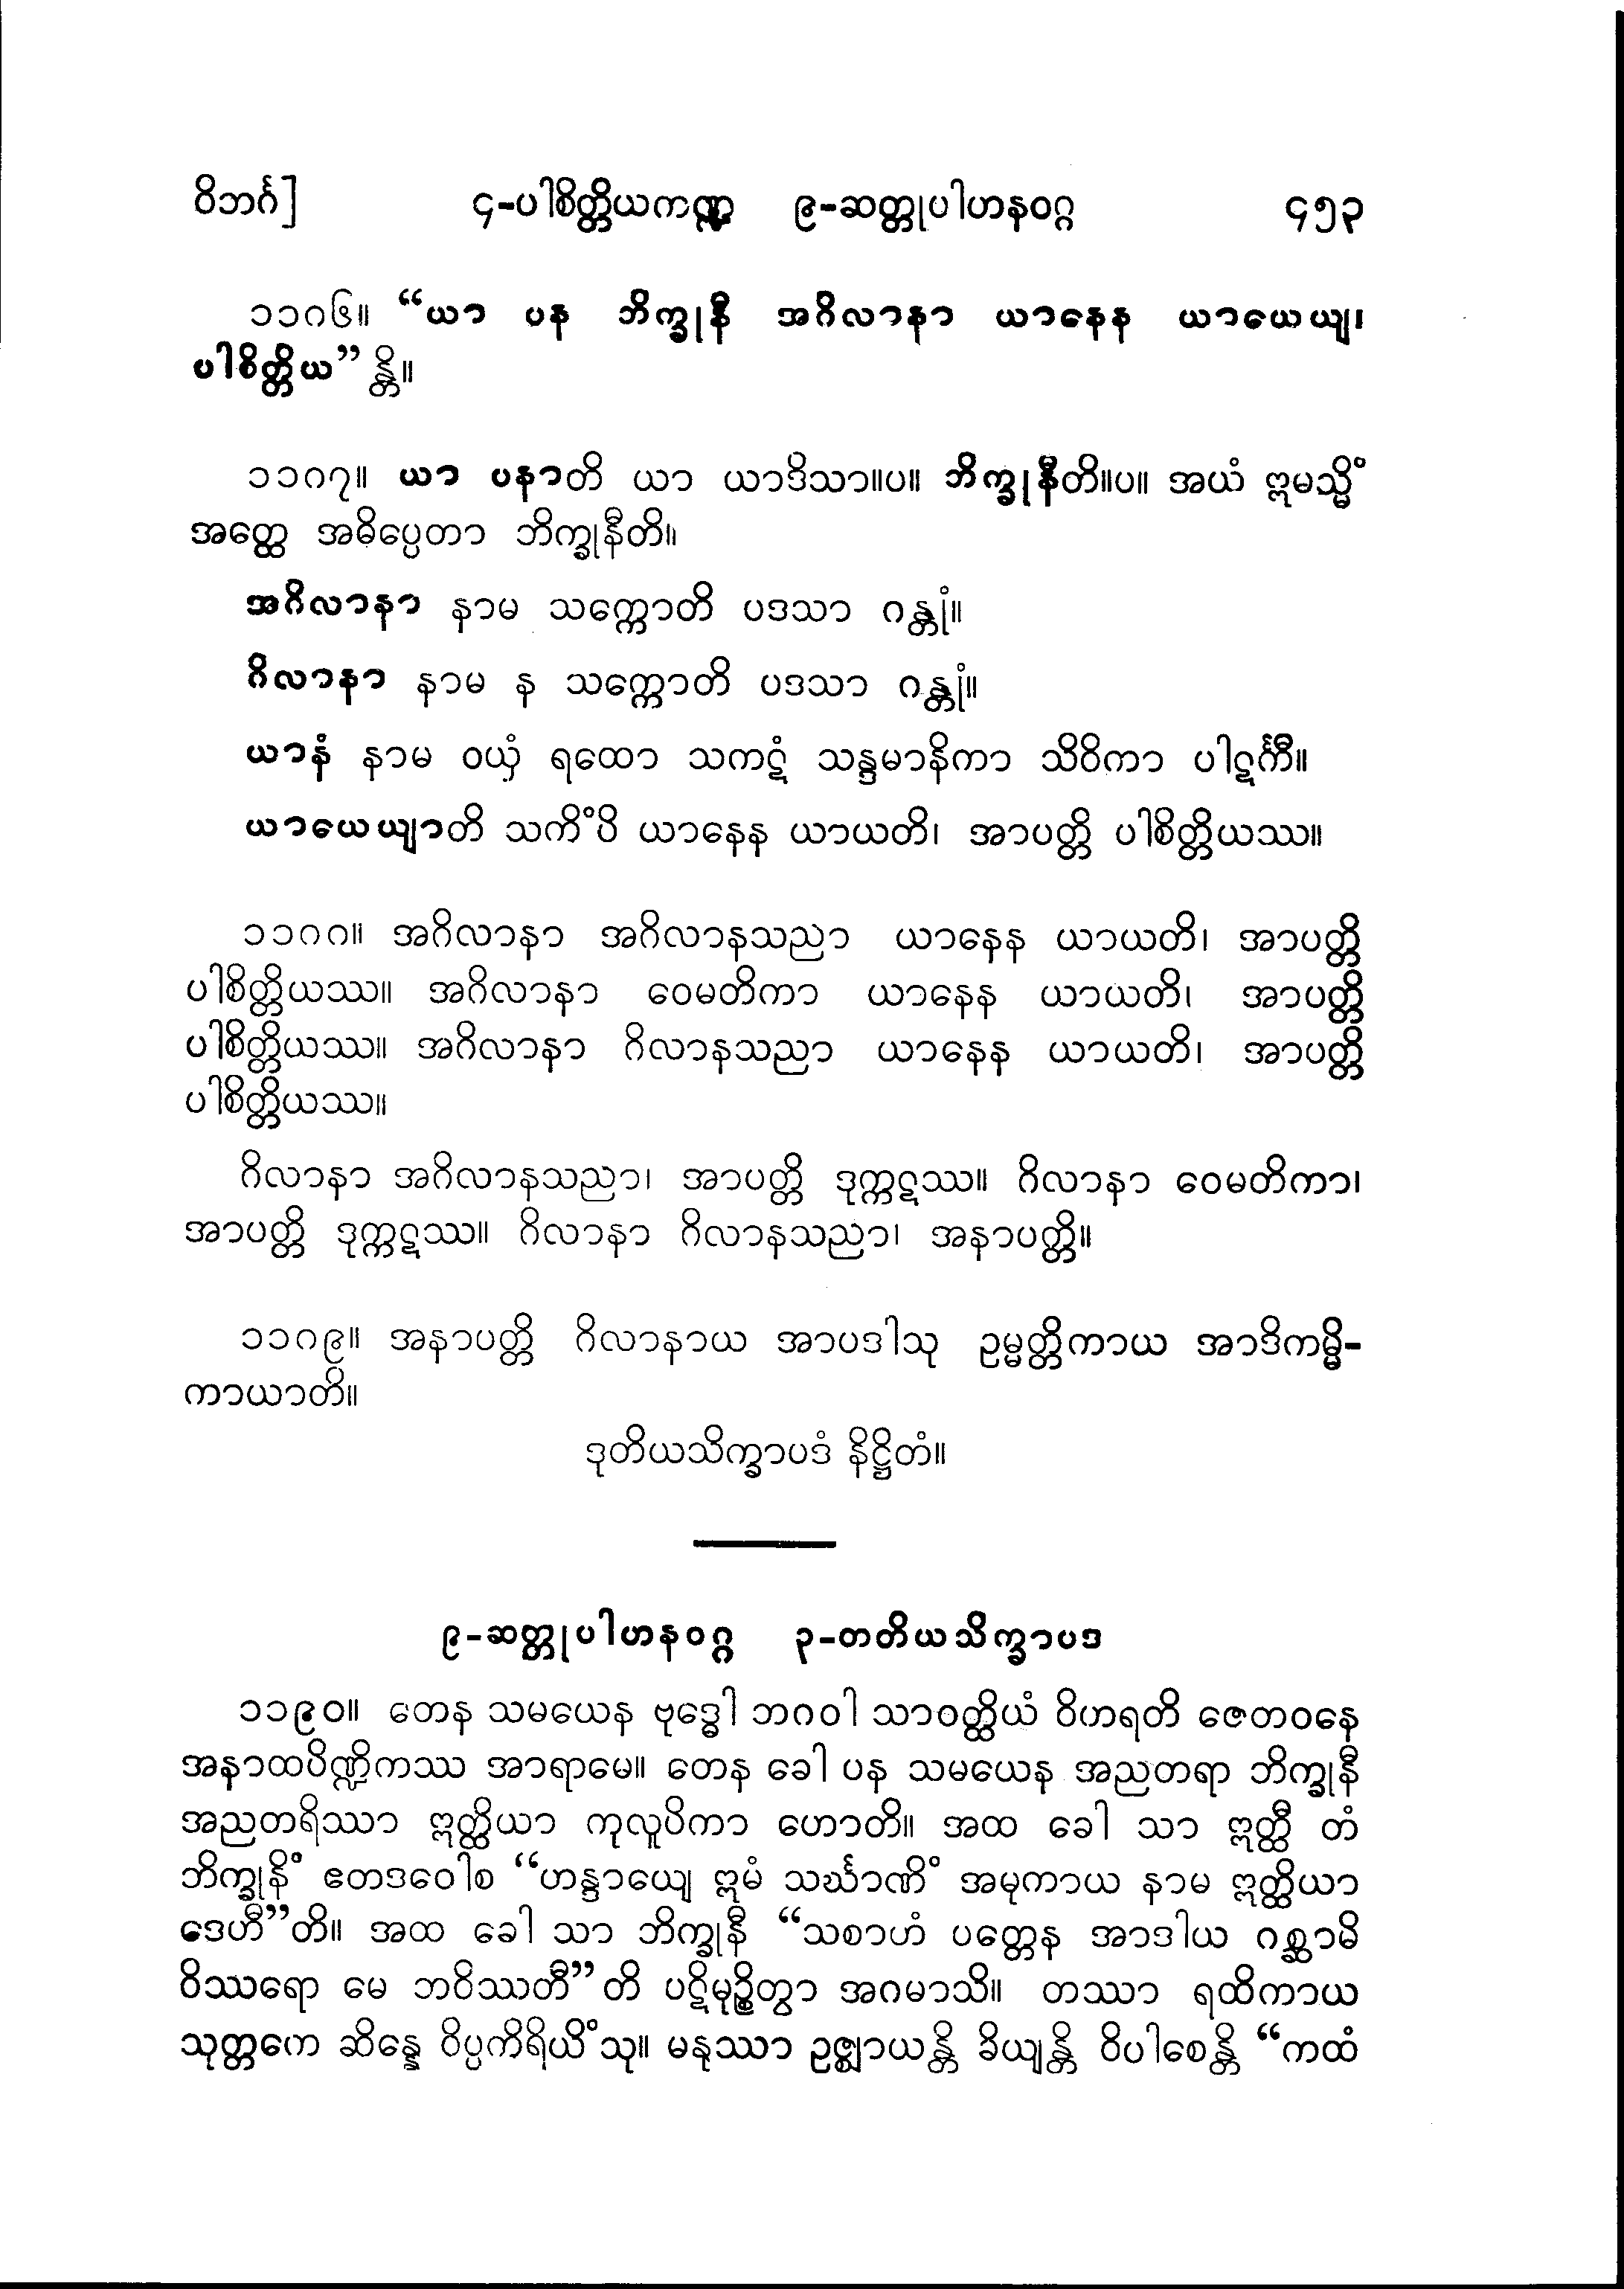 ဝိဘင်္ဂ] ၄-ပါစိတ္တိယကဏ္ဍ ၉-ဆတ္တုပါဟနဝဂ္ဂ ၄၅၃
၁၁၈၆။ “ယာ ပန ဘိက္ခုနီ အဂိလာနာ ယာနေန ယာယေယျ၊
ပါစိတ္တိယ”န္တိ။
၁၁၈၇။ ယာ ပနာတိ ယာ ယာဒိသာ။ပ။ ဘိက္ခုနီတိ။ပ။ အယံ ဣမသ္မိံ
အတ္ထေ အဓိပ္ပေတာ ဘိက္ခုနီတိ။
အဂိလာနာ နာမ သက္ကောတိ ပဒသာ ဂန္တုံ။
ဂိလာနာ နာမ န သက္ကောတိ ပဒသာ ဂန္တုံ။
ယာနံ နာမ ဝယှံ ရထော သကဋံ သန္ဒမာနိကာ သိဝိကာ ပါဋင်္ကီ။
ယာယေယျာတိ သကိံပိ ယာနေန ယာယတိ၊ အာပတ္တိ ပါစိတ္တိယဿ။
၁၁၈၈။ အဂိလာနာ အဂိလာနသညာ ယာနေန ယာယတိ၊ အာပတ္တိ
ပါစိတ္တိယဿ။ အဂိလာနာ ဝေမတိကာ ယာနေန ယာယတိ၊ အာပတ္တိ
ပါစိတ္တိယဿ။ အဂိလာနာ ဂိလာနသညာ ယာနေန ယာယတိ၊ အာပတ္တိ
ပါစိတ္တိယဿ။
ဂိလာနာ အဂိလာနသညာ၊ အာပတ္တိ ဒုက္ကဋဿ။ ဂိလာနာ ဝေမတိကာ၊
အာပတ္တိ ဒုက္ကဋဿ။ ဂိလာနာ ဂိလာနသညာ၊ အနာပတ္တိ။
၁၁၈၉။ အနာပတ္တိ ဂိလာနာယ အာပဒါသု ဥမ္မတ္တိကာယ အာဒိကမ္မိ-
ကာယာတိ။
ဒုတိယသိက္ခာပဒံ နိဋ္ဌိတံ။
၉-ဆတ္တုပါဟနဝဂ္ဂ ၃-တတိယသိက္ခာပဒ
၁၁၉၀။ တေန သမယေန ဗုဒ္ဓေါ ဘဂဝါ သာဝတ္ထိယံ ဝိဟရတိ ဇေတဝနေ
အနာထပိဏ္ဍိကဿ အာရာမေ။ တေန ခေါ ပန သမယေန အညတရာ ဘိက္ခုနီ
အညတရိဿာ ဣတ္ထိယာ ကုလူပိကာ ဟောတိ။ အထ ခေါ သာ ဣတ္ထီ တံ
ဘိက္ခုနိံ ဧတဒဝေါစ “ဟန္ဒာယျေ ဣမံ သင်္ဃာဏိံ အမုကာယ နာမ ဣတ္ထိယာ
ဒေဟီ”တိ။ အထ ခေါ သာ ဘိက္ခုနီ “သစာဟံ ပတ္တေန အာဒါယ ဂစ္ဆာမိ
ဝိဿရော မေ ဘဝိဿတီ”တိ ပဋိမုဉ္စိတွာ အဂမာသိ။ တဿာ ရထိကာယ
သုတ္တကေ ဆိန္နေ ဝိပ္ပကိရိယိံသု။ မနုဿာ ဥဇ္ဈာယန္တိ ခိယျန္တိ ဝိပါစေန္တိ “ကထံ